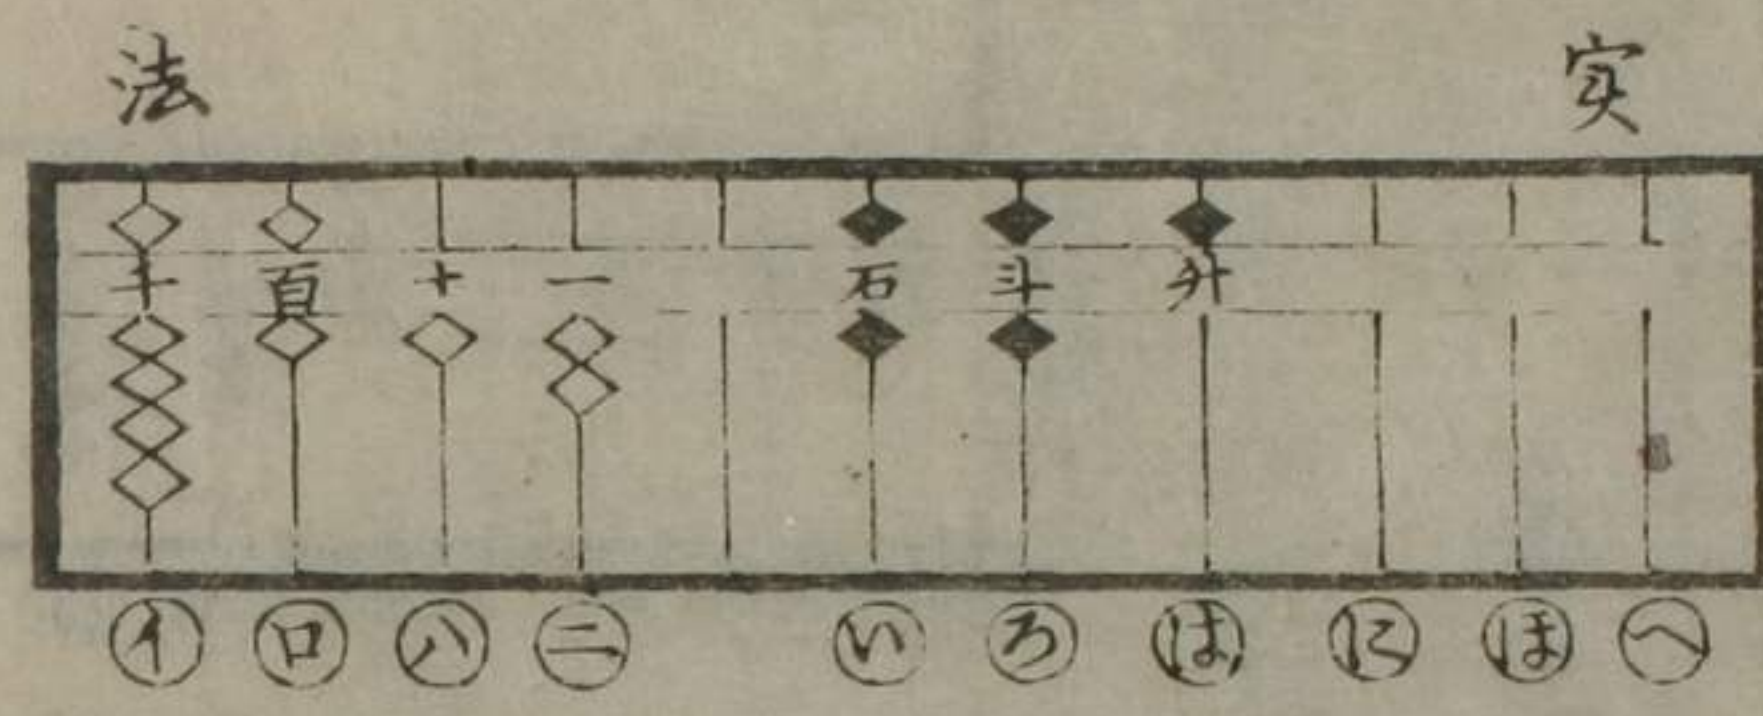 法 実
千 百 十 一 石 斗 升
イ ロ ハ ニ い ろ は に ほ へ